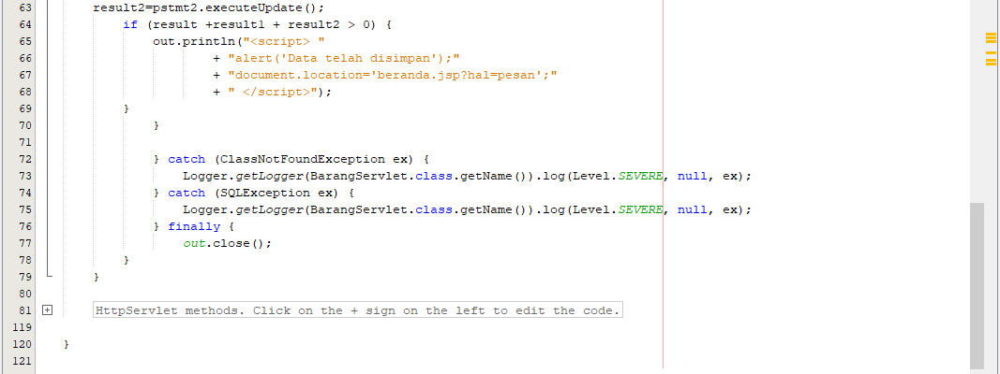 63 result2=pstmt2.executeUpdate();
64 if (result +result1 + result2 > 0) {
65 out.println("<script> "
66 + "alert('Data telah disimpan');"
67 + "document.location='beranda.jsp?hal=pesan';"
68 + " </script>");
69 }
70 }
71
72 } catch (ClassNotFoundException ex) {
73 Logger.getLogger(BarangServlet.class.getName()).log(Level.SEVERE, null, ex);
74 } catch (SQLException ex) {
75 Logger.getLogger(BarangServlet.class.getName()).log(Level.SEVERE, null, ex);
76 } finally {
77 out.close();
78 }
79 }
80
81 HttpServlet methods. Click on the + sign on the left to edit the code.
119
120 }
121